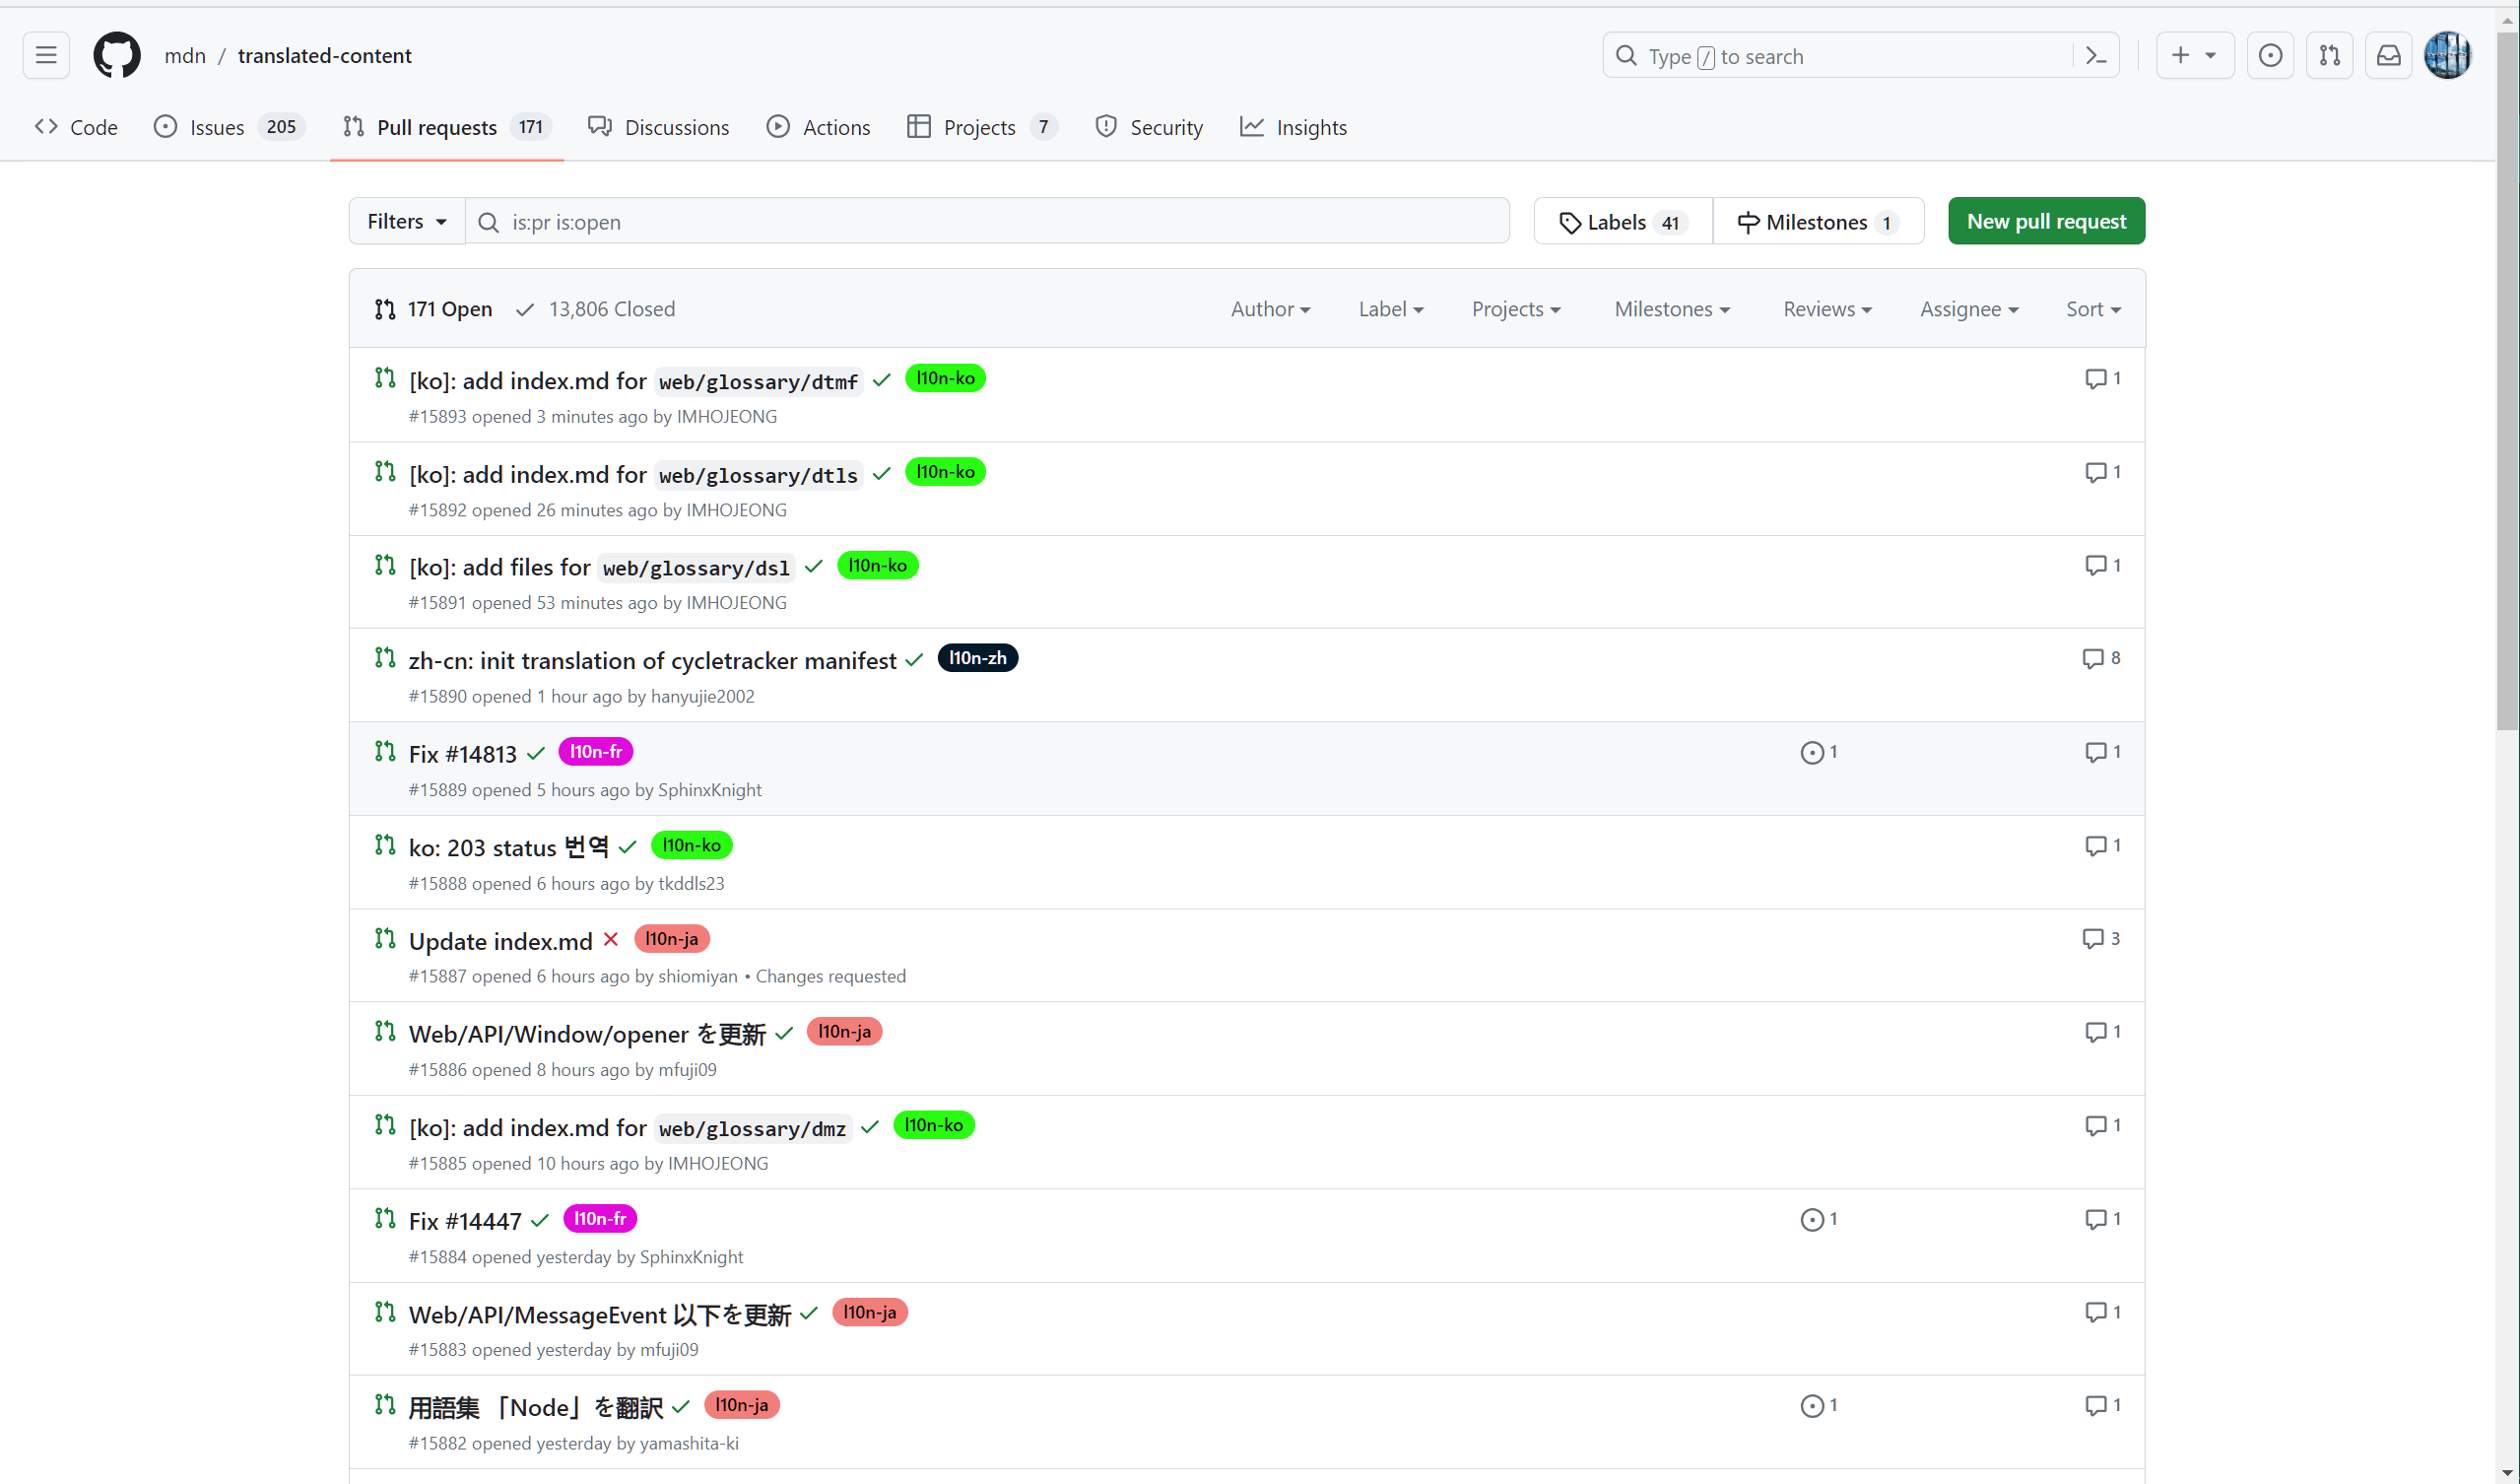 mdn / translated-content
Type / to search
Code
Issues 205
Pull requests 171
Discussions
Actions
Projects 7
Security
Insights
Filters
is:pr is:open
Labels 41
Milestones 1
New pull request
171 Open
13,806 Closed
Author
Label
Projects
Milestones
Reviews
Assignee
Sort
[ko]: add index.md for web/glossary/dtmf l10n-ko 1
#15893 opened 3 minutes ago by IMHOJEONG
[ko]: add index.md for web/glossary/dtls l10n-ko 1
#15892 opened 26 minutes ago by IMHOJEONG
[ko]: add files for web/glossary/dsl l10n-ko 1
#15891 opened 53 minutes ago by IMHOJEONG
zh-cn: init translation of cycletracker manifest l10n-zh 8
#15890 opened 1 hour ago by hanyujie2002
Fix #14813 l10n-fr 1 1
#15889 opened 5 hours ago by SphinxKnight
ko: 203 status 번역 l10n-ko 1
#15888 opened 6 hours ago by tkddls23
Update index.md l10n-ja 3
#15887 opened 6 hours ago by shiomiyan • Changes requested
Web/API/Window/opener を更新 l10n-ja 1
#15886 opened 8 hours ago by mfuji09
[ko]: add index.md for web/glossary/dmz l10n-ko 1
#15885 opened 10 hours ago by IMHOJEONG
Fix #14447 l10n-fr 1 1
#15884 opened yesterday by SphinxKnight
Web/API/MessageEvent 以下を更新 l10n-ja 1
#15883 opened yesterday by mfuji09
用語集 「Node」を翻訳 l10n-ja 1 1
#15882 opened yesterday by yamashita-ki